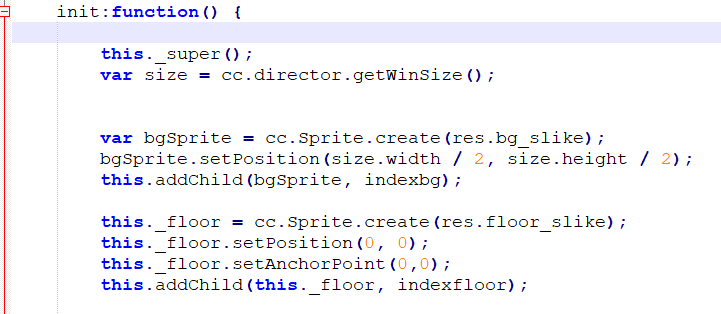 init:function() {
this._super();
var size = cc.director.getWinSize();
var bgSprite = cc.Sprite.create(res.bg_slike);
bgSprite.setPosition(size.width / 2, size.height / 2);
this.addChild(bgSprite, indexbg);
this._floor = cc.Sprite.create(res.floor_slike);
this._floor.setPosition(0, 0);
this._floor.setAnchorPoint(0,0);
this.addChild(this._floor, indexfloor);